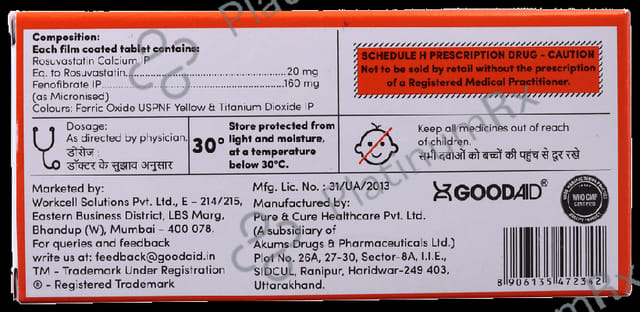 Composition:
Each film coated tablet contains:
Rosuvastatin Calcium IP
Eq. to Rosuvastatin 20 mg
Fenofibrate IP 160 mg
(as Micronised)
Colours: Ferric Oxide USPNF Yellow & Titanium Dioxide IP
SCHEDULE H PRESCRIPTION DRUG - CAUTION
Not to be sold by retail without the prescription
of a Registered Medical Practitioner.
Dosage:
As directed by physician.
डोसेज :
डॉक्टर के सुझाव अनुसार
30°
Store protected from
light and moisture,
at a temperature
below 30°C.
Keep all medicines out of reach
of children.
सभी दवाओं को बच्चों की पहुंच से दूर रखे
Marketed by:
Workcell Solutions Pvt. Ltd., E - 214/215,
Eastern Business District, LBS Marg,
Bhandup (W), Mumbai - 400 078.
For queries and feedback
write us at: feedback@goodaid.in
TM - Trademark Under Registration
® - Registered Trademark
Mfg. Lic. No. : 31/UA/2013
Manufactured by:
Pure & Cure Healthcare Pvt. Ltd.
(A subsidiary of
Akums Drugs & Pharmaceuticals Ltd.)
Plot No. 26A, 27-30, Sector-8A, I.I.E.,
SIDCUL, Ranipur, Haridwar-249 403,
Uttarakhand.
GOODAID®
WHO GMP
CERTIFIED
8 906135 472342
PlatinumRx